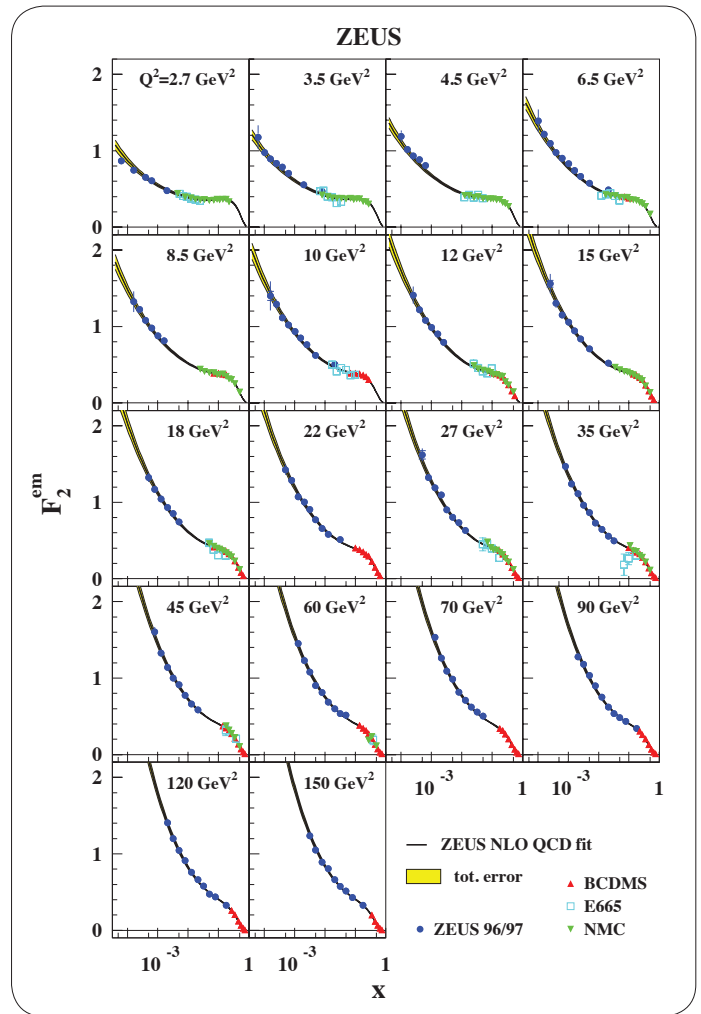 ZEUS
F₂ᵉᵐ
2
1
0
Q²=2.7 GeV²
3.5 GeV²
4.5 GeV²
6.5 GeV²
2
1
0
8.5 GeV²
10 GeV²
12 GeV²
15 GeV²
2
1
0
18 GeV²
22 GeV²
27 GeV²
35 GeV²
2
1
0
45 GeV²
60 GeV²
70 GeV²
90 GeV²
10⁻³
10⁻³ 1
2
1
0
120 GeV²
150 GeV²
10⁻³
10⁻³ 1
x
ZEUS NLO QCD fit
tot. error
ZEUS 96/97
BCDMS
E665
NMC